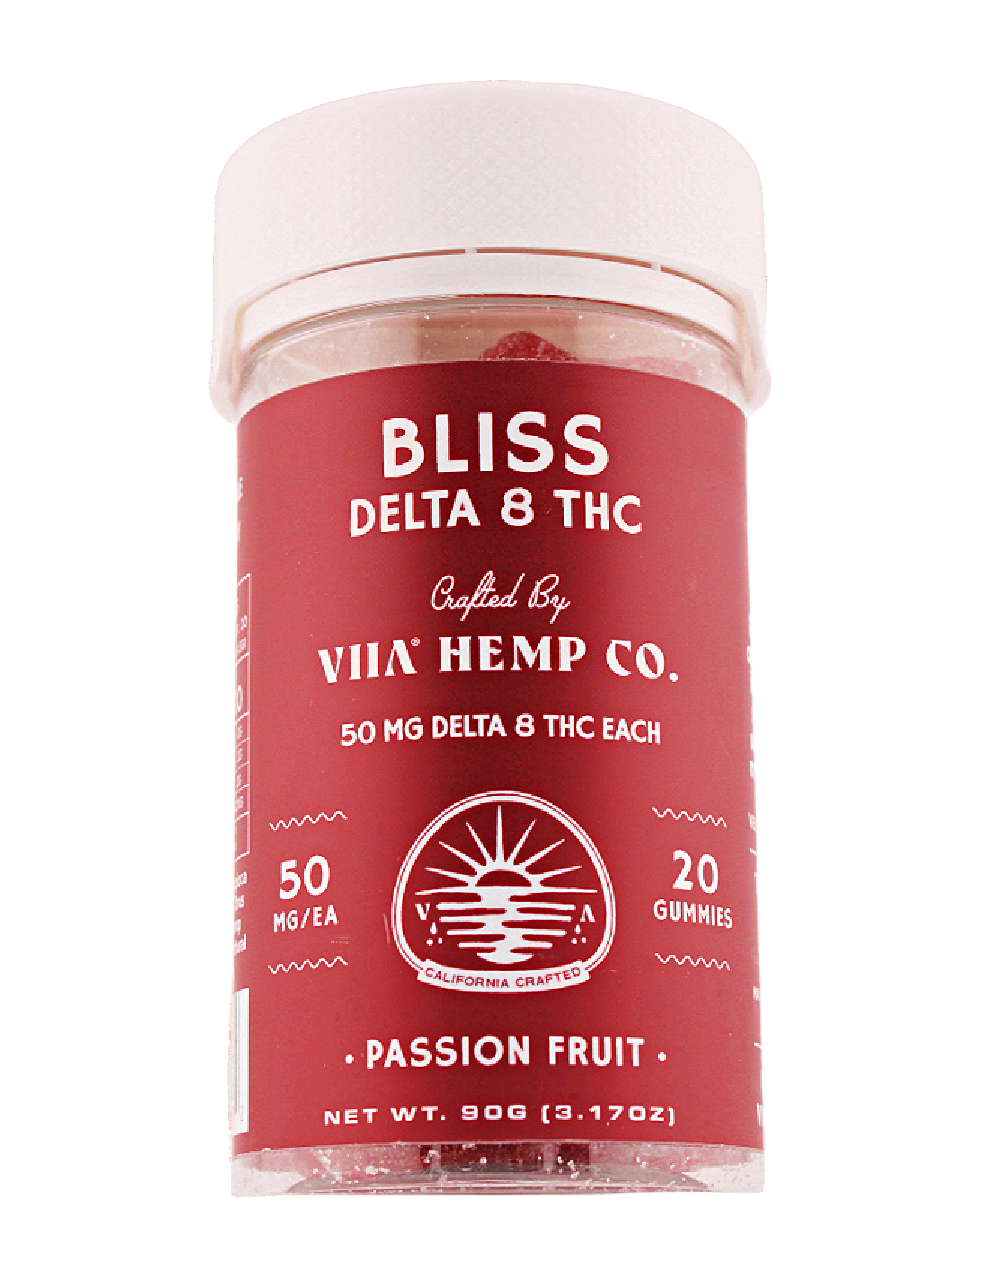 BLISS
DELTA 8 THC
Crafted By
VIIA® HEMP CO.
50 MG DELTA 8 THC EACH
50
MG/EA
20
GUMMIES
V A
CALIFORNIA CRAFTED
· PASSION FRUIT ·
NET WT. 90G (3.17OZ)